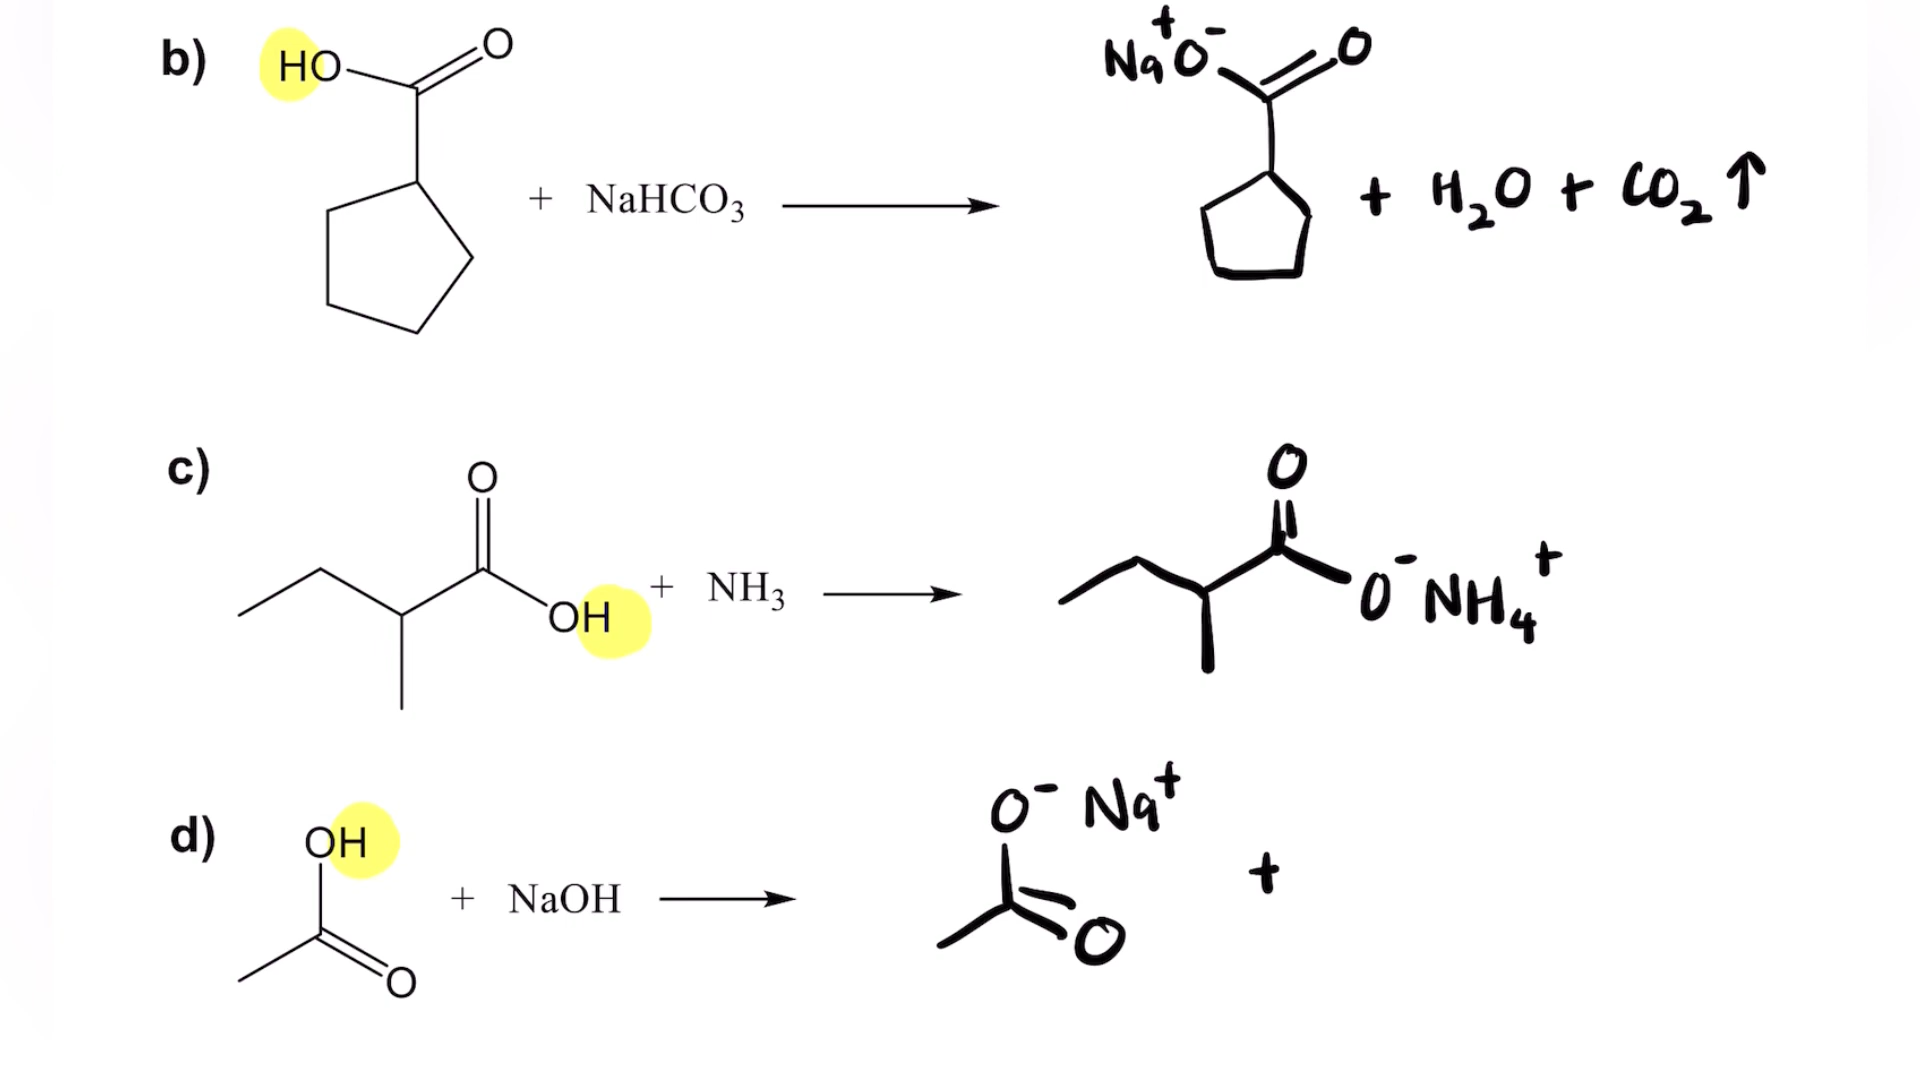 b) HO O + NaHCO₃ Na⁺O⁻ O + H₂O + CO₂ ↑
c) O OH + NH₃ O O⁻ NH₄⁺
d) OH O + NaOH O⁻ Na⁺ O +